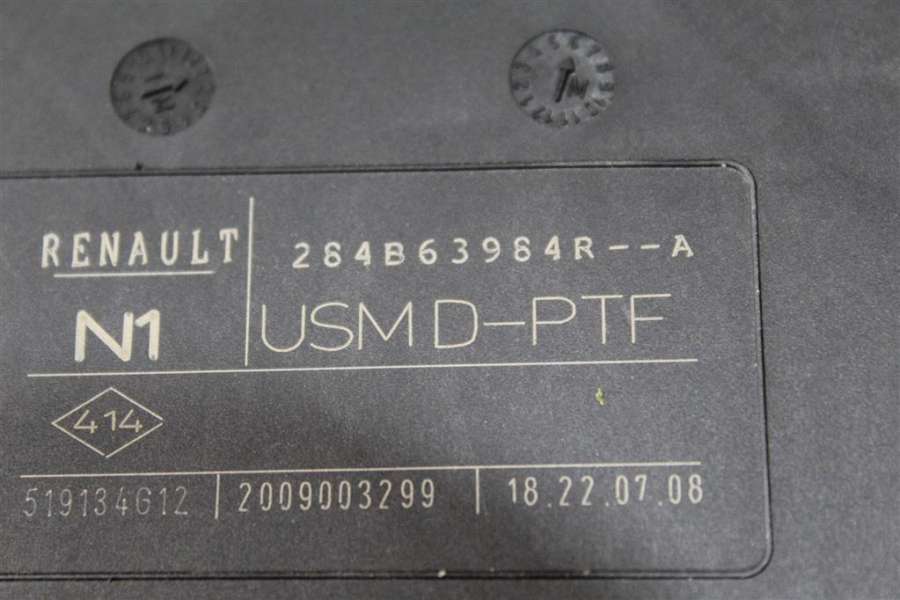 RENAULT
284B63984R--A
N1
USM D-PTF
414
519134G12
2009003299
18.22.07.08